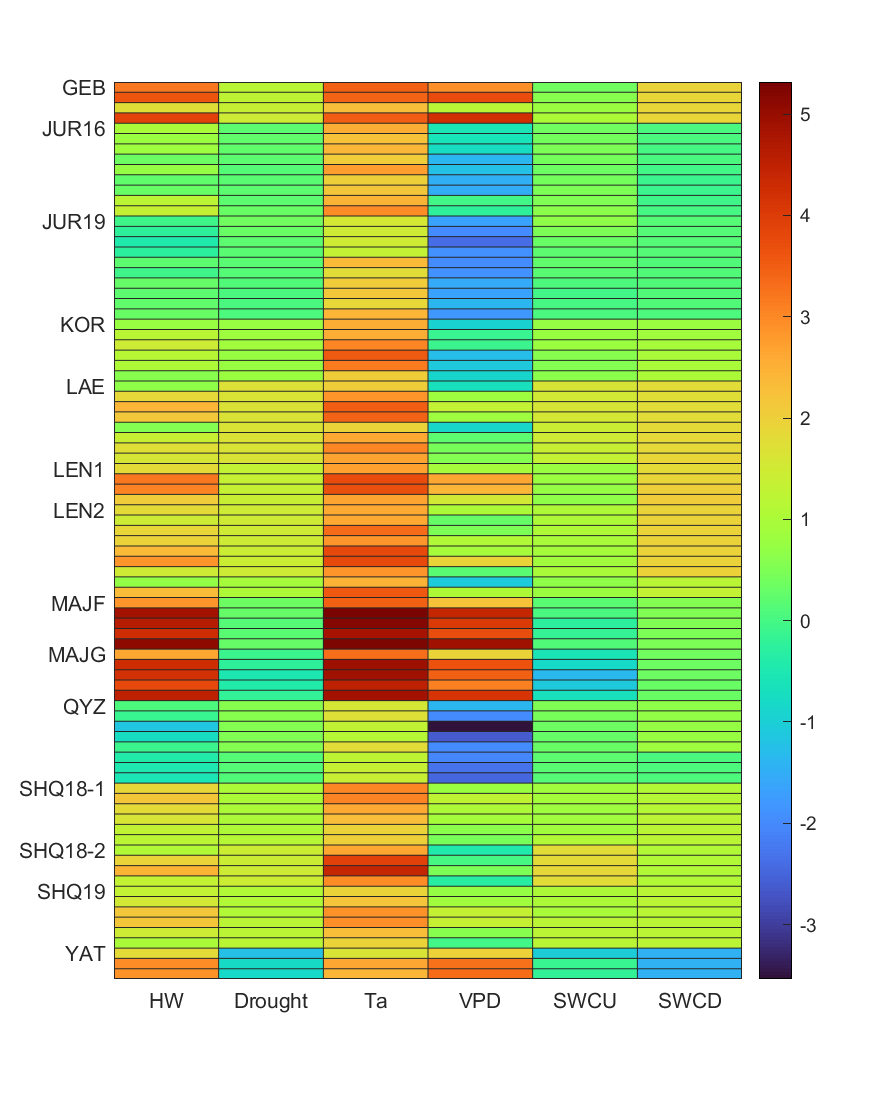 GEB
JUR16
JUR19
KOR
LAE
LEN1
LEN2
MAJF
MAJG
QYZ
SHQ18-1
SHQ18-2
SHQ19
YAT
HW Drought Ta VPD SWCU SWCD
5
4
3
2
1
0
-1
-2
-3